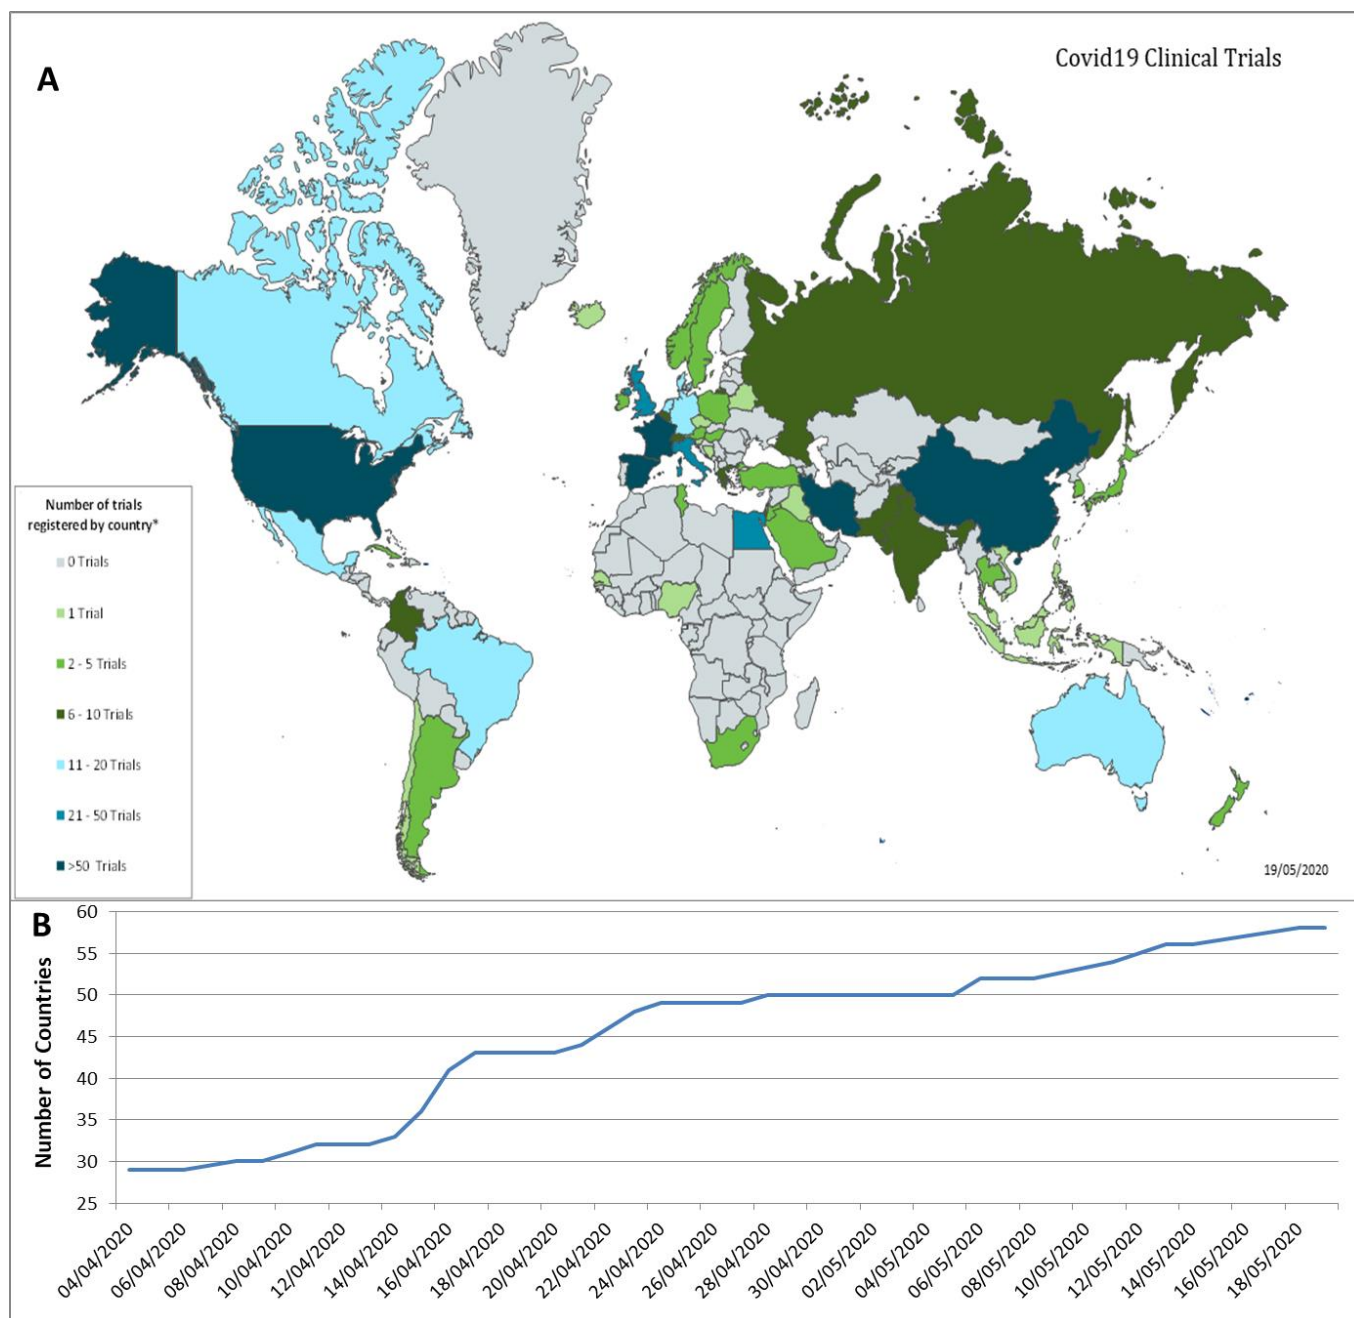 A
Covid19 Clinical Trials
Number of trials
registered by country*
0 Trials
1 Trial
2 - 5 Trials
6 - 10 Trials
11 - 20 Trials
21 - 50 Trials
>50 Trials
19/05/2020
B
Number of Countries
60
55
50
45
40
35
30
25
04/04/2020
06/04/2020
08/04/2020
10/04/2020
12/04/2020
14/04/2020
16/04/2020
18/04/2020
20/04/2020
22/04/2020
24/04/2020
26/04/2020
28/04/2020
30/04/2020
02/05/2020
04/05/2020
06/05/2020
08/05/2020
10/05/2020
12/05/2020
14/05/2020
16/05/2020
18/05/2020